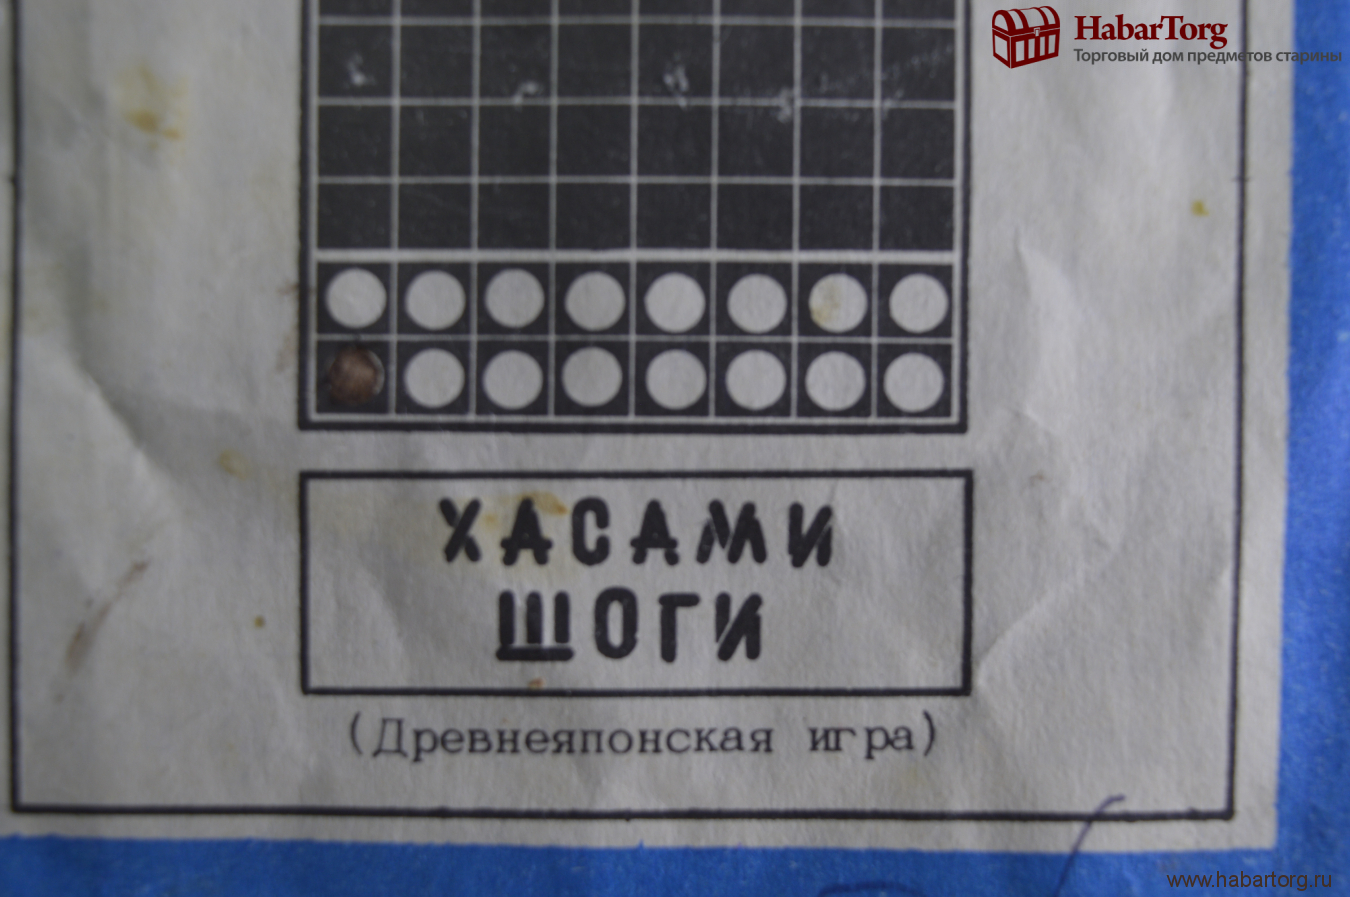 HabarTorg
Торговый дом предметов старины
ХАСАМИ
ШОГИ
(Древнеяпонская игра)
www.habartorg.ru